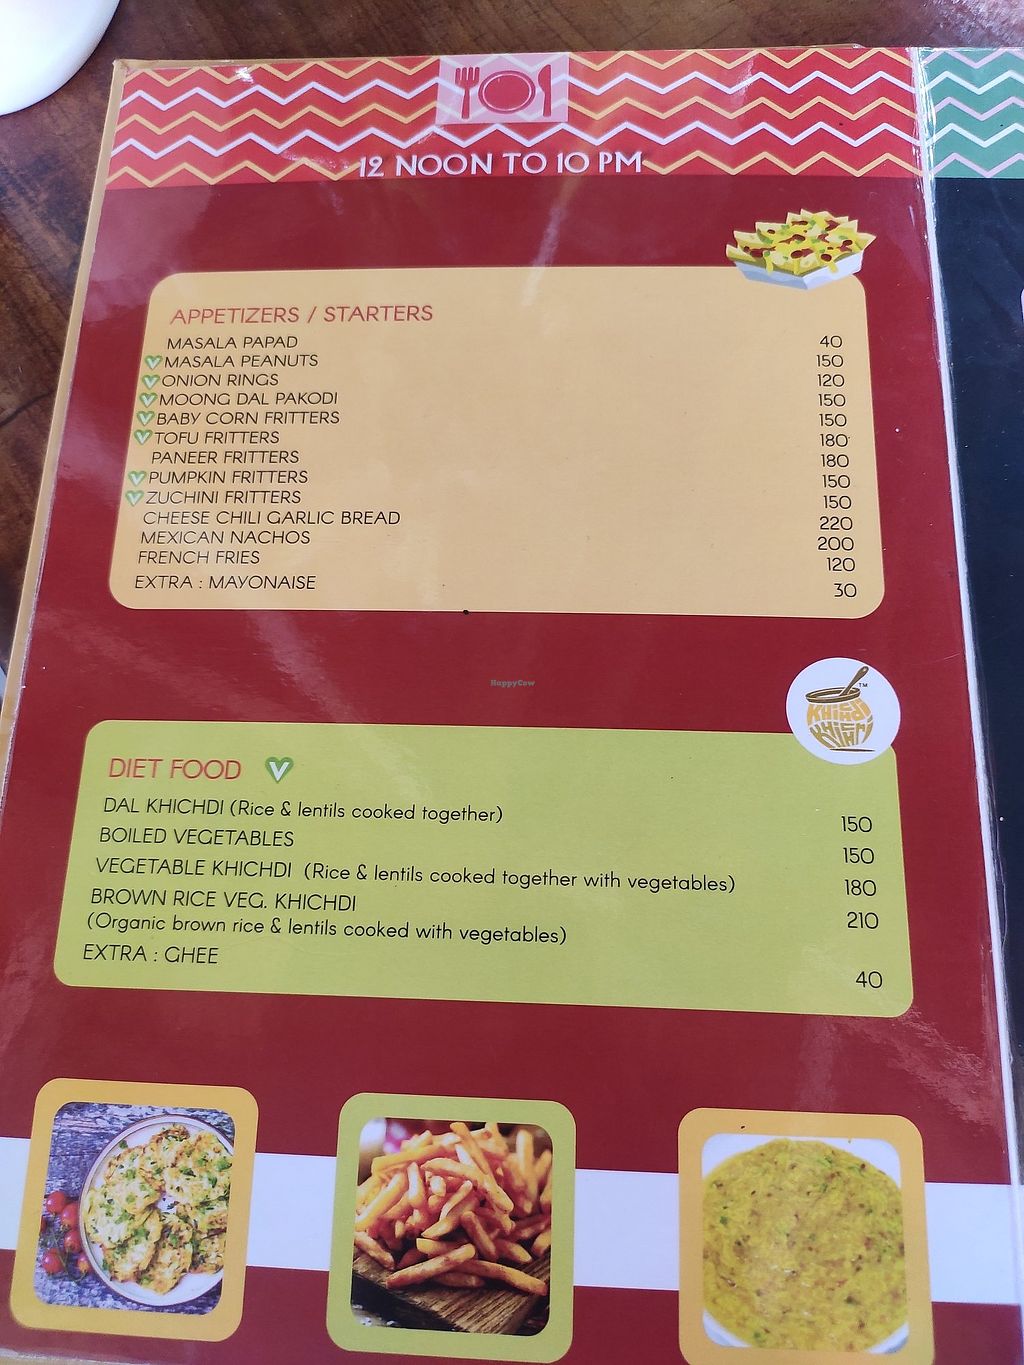 12 NOON TO 10 PM
APPETIZERS / STARTERS
MASALA PAPAD 40
V MASALA PEANUTS 150
V ONION RINGS 120
V MOONG DAL PAKODI 150
V BABY CORN FRITTERS 150
V TOFU FRITTERS 180
PANEER FRITTERS 180
V PUMPKIN FRITTERS 150
V ZUCHINI FRITTERS 150
CHEESE CHILI GARLIC BREAD 220
MEXICAN NACHOS 200
FRENCH FRIES 120
EXTRA : MAYONAISE 30
HappyCow
TM
DIET FOOD V
DAL KHICHDI (Rice & lentils cooked together) 150
BOILED VEGETABLES 150
VEGETABLE KHICHDI (Rice & lentils cooked together with vegetables) 180
BROWN RICE VEG. KHICHDI 210
(Organic brown rice & lentils cooked with vegetables)
EXTRA : GHEE 40